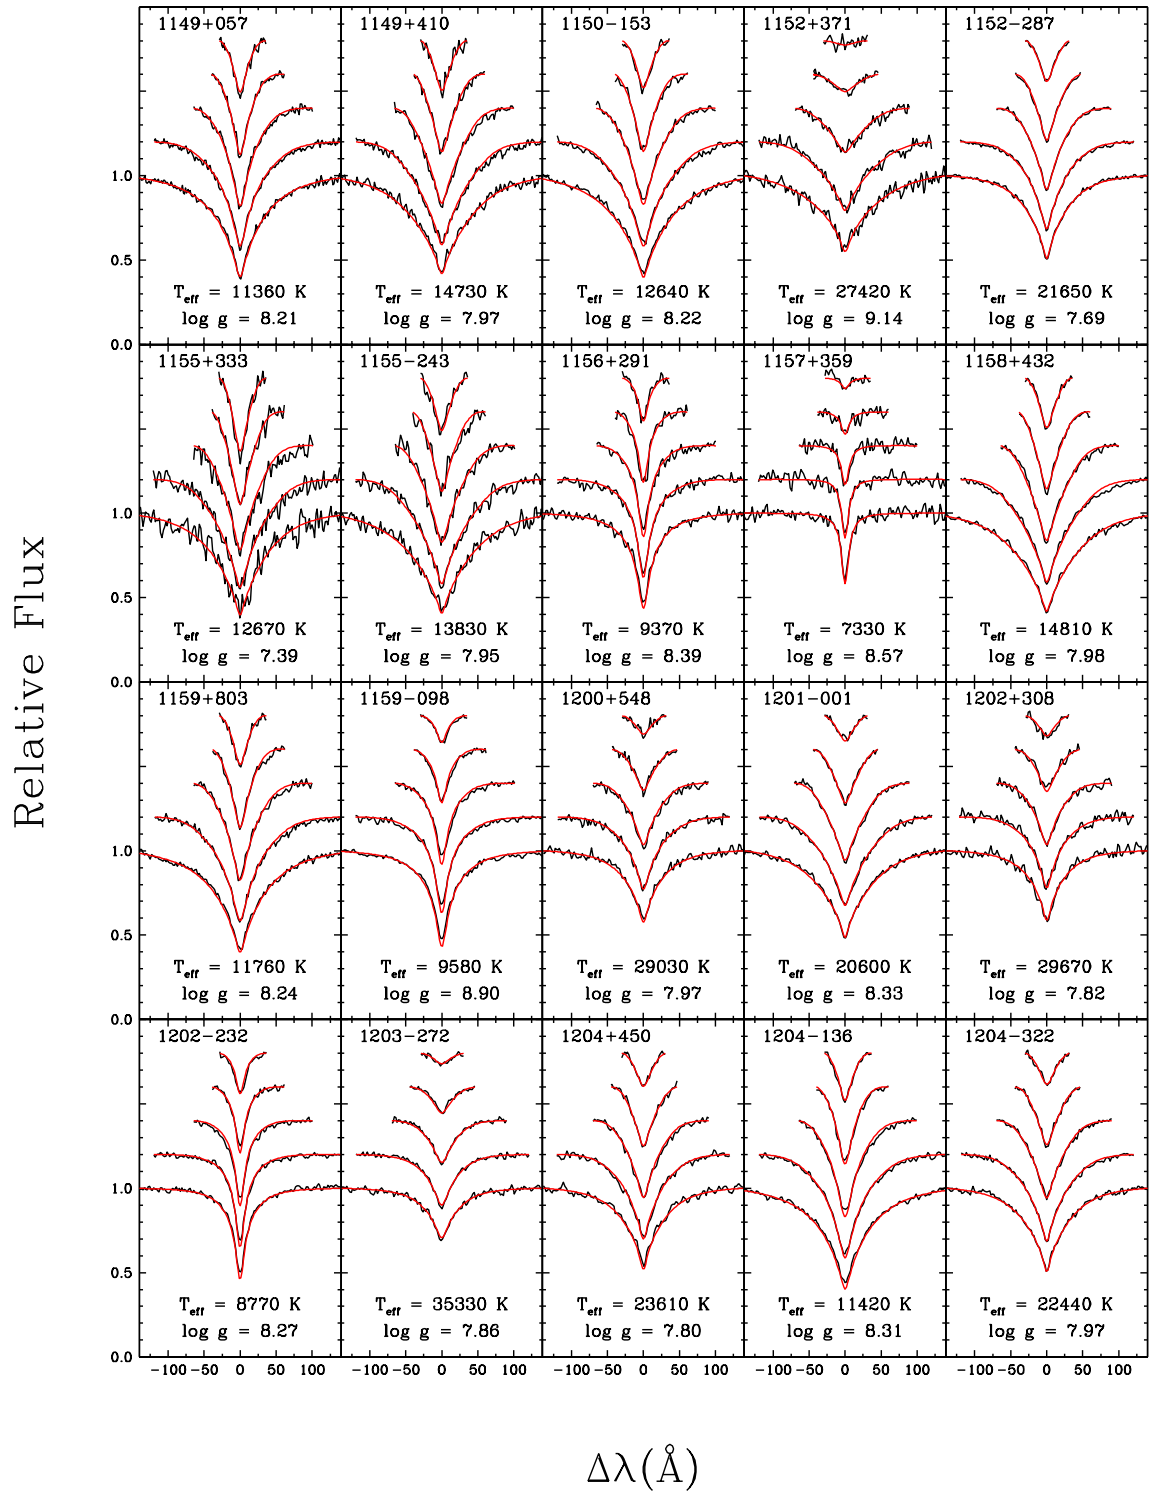 1149+057
1149+410
1150−153
1152+371
1152−287
1.0
0.5
0.0
Teff = 11360 K
log g = 8.21
Teff = 14730 K
log g = 7.97
Teff = 12640 K
log g = 8.22
Teff = 27420 K
log g = 9.14
Teff = 21650 K
log g = 7.69
1155+333
1155−243
1156+291
1157+359
1158+432
1.0
0.5
0.0
Teff = 12670 K
log g = 7.39
Teff = 13830 K
log g = 7.95
Teff = 9370 K
log g = 8.39
Teff = 7330 K
log g = 8.57
Teff = 14810 K
log g = 7.98
Relative Flux
1159+803
1159−098
1200+548
1201−001
1202+308
1.0
0.5
0.0
Teff = 11760 K
log g = 8.24
Teff = 9580 K
log g = 8.90
Teff = 29030 K
log g = 7.97
Teff = 20600 K
log g = 8.33
Teff = 29670 K
log g = 7.82
1202−232
1203−272
1204+450
1204−136
1204−322
1.0
0.5
0.0
Teff = 8770 K
log g = 8.27
Teff = 35330 K
log g = 7.86
Teff = 23610 K
log g = 7.80
Teff = 11420 K
log g = 8.31
Teff = 22440 K
log g = 7.97
−100 −50 0 50 100
−100 −50 0 50 100
−100 −50 0 50 100
−100 −50 0 50 100
−100 −50 0 50 100
Δλ(Å)